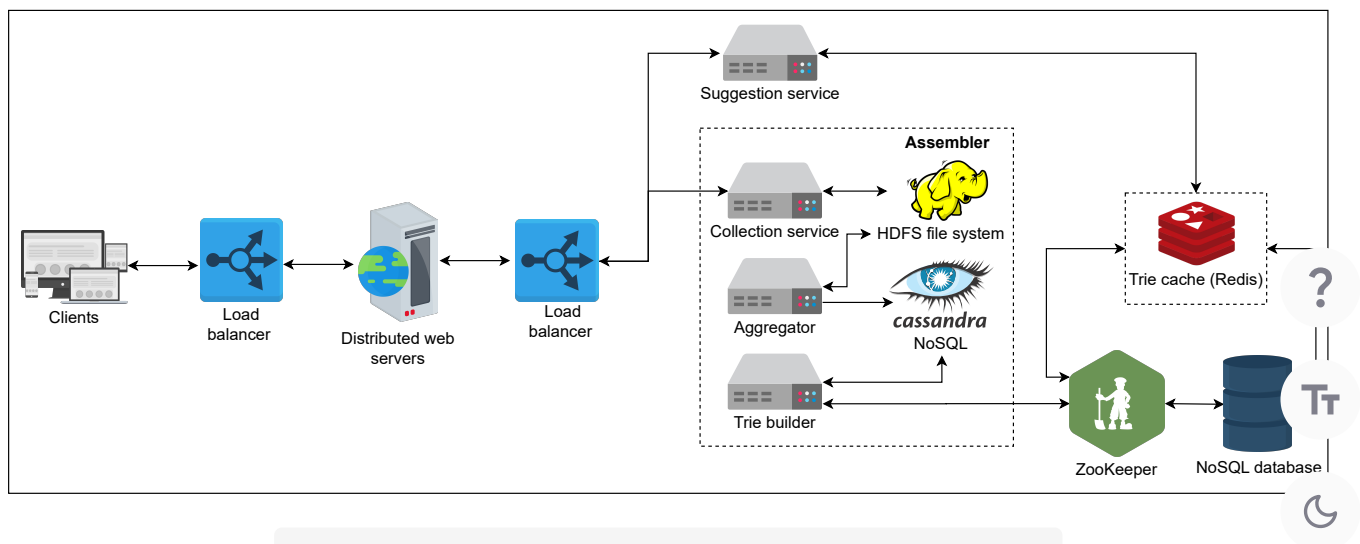 Suggestion service
Assembler
Collection service
HDFS file system
Trie cache (Redis)
Clients
Load
balancer
Distributed web
servers
Load
balancer
Aggregator
cassandra
NoSQL
Trie builder
ZooKeeper
NoSQL database
?
TT